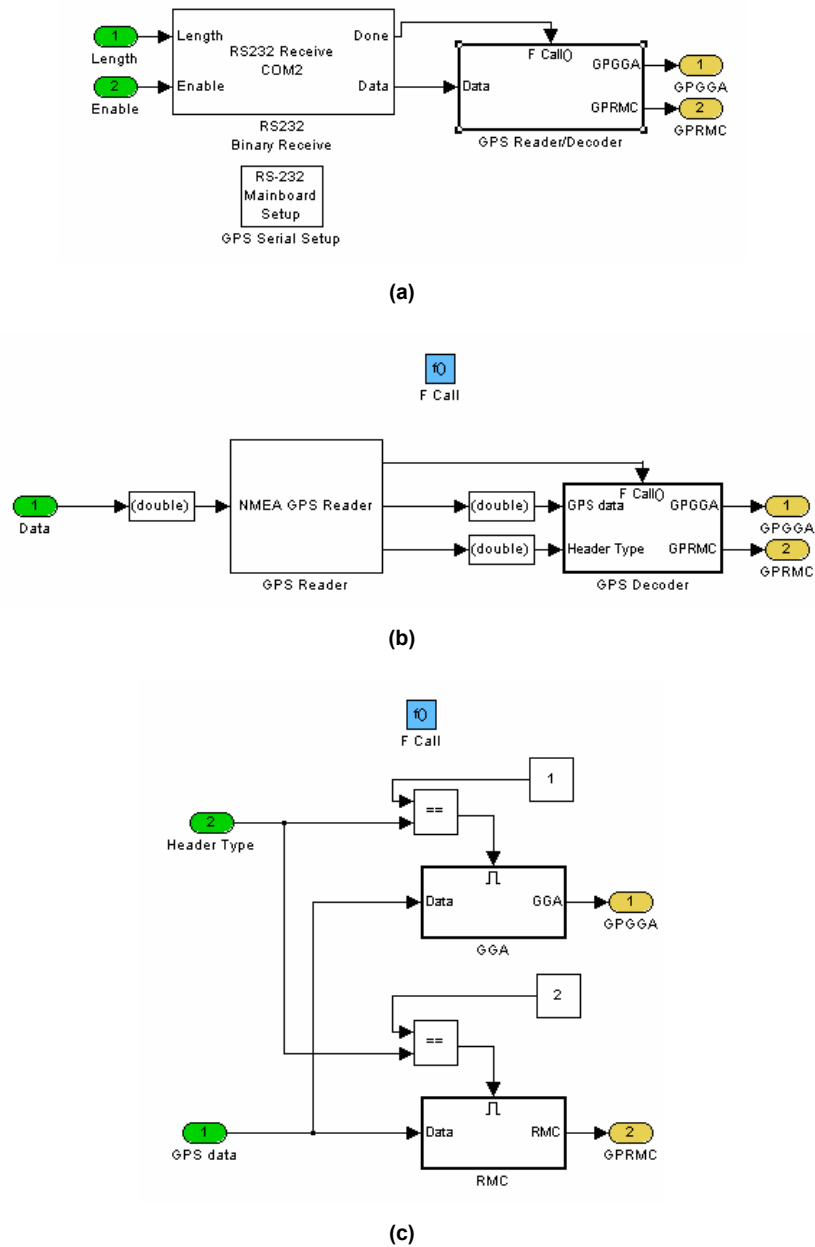 1
Length
2
Enable
Length
RS232 Receive
COM2
Done
Enable
Data
RS232
Binary Receive
F Call()
Data
GPGGA
GPRMC
GPS Reader/Decoder
1
GPGGA
2
GPRMC
RS-232
Mainboard
Setup
GPS Serial Setup
(a)
f()
F Call
1
Data
(double)
NMEA GPS Reader
GPS Reader
(double)
(double)
F Call()
GPS data
GPGGA
Header Type
GPRMC
GPS Decoder
1
GPGGA
2
GPRMC
(b)
f()
F Call
1
==
2
Header Type
Data
GGA
GGA
1
GPGGA
2
==
1
GPS data
Data
RMC
RMC
2
GPRMC
(c)